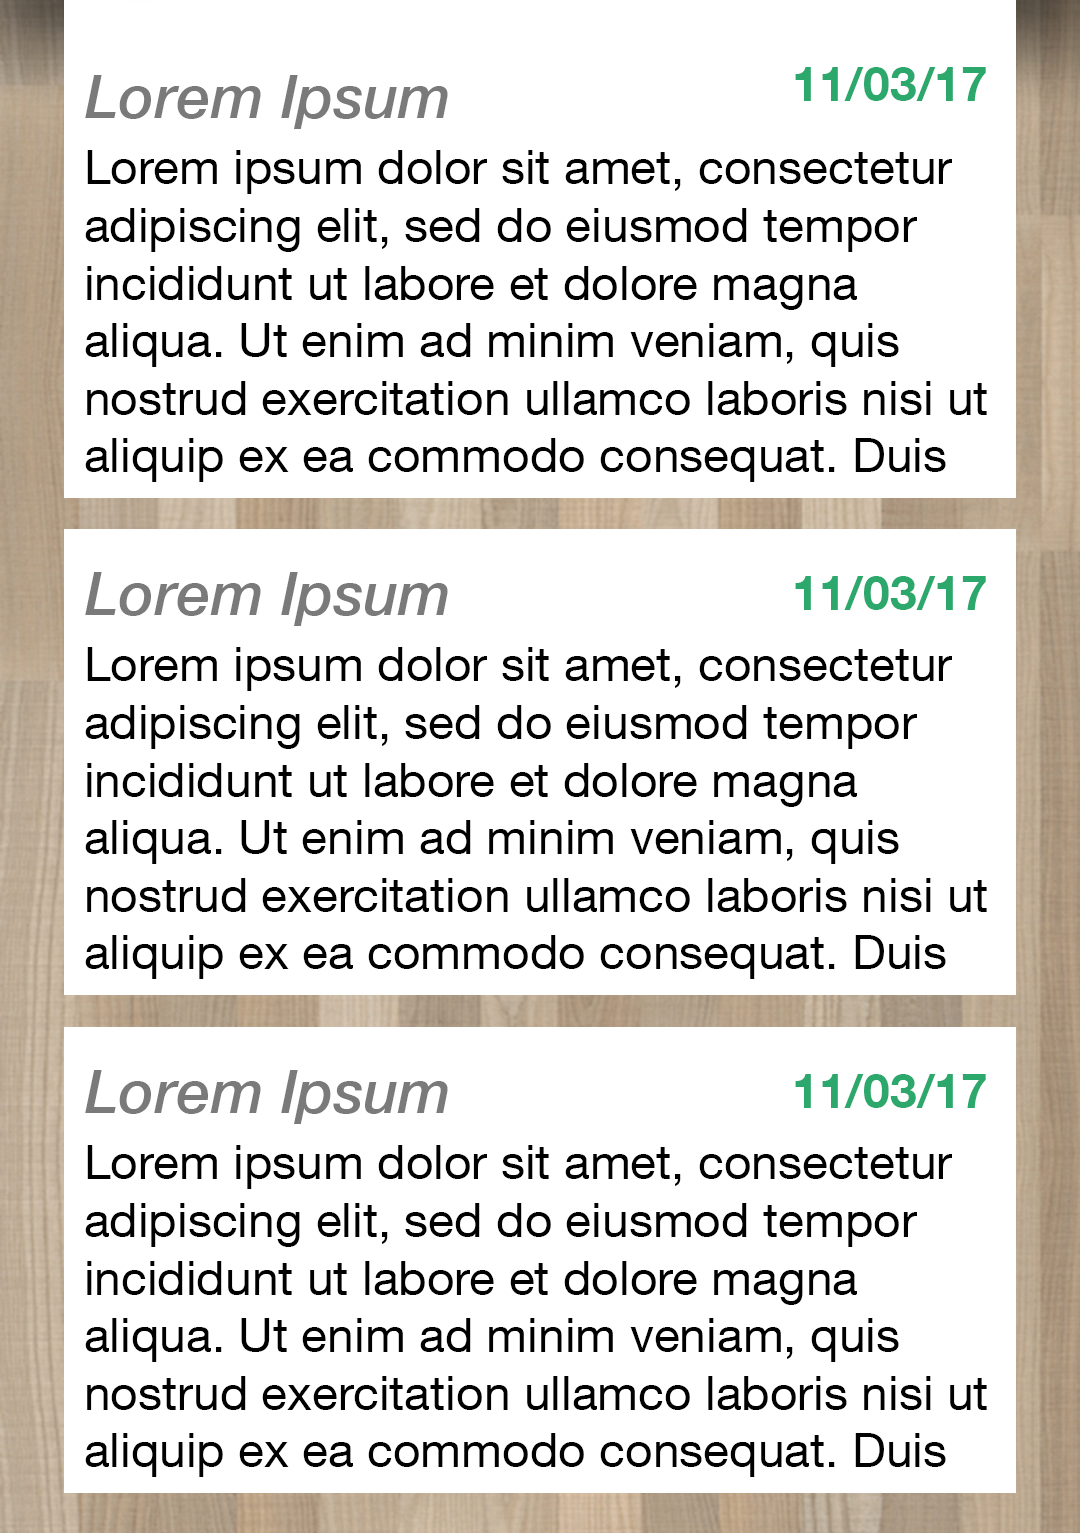 Lorem Ipsum 11/03/17
Lorem ipsum dolor sit amet, consectetur
adipiscing elit, sed do eiusmod tempor
incididunt ut labore et dolore magna
aliqua. Ut enim ad minim veniam, quis
nostrud exercitation ullamco laboris nisi ut
aliquip ex ea commodo consequat. Duis
Lorem Ipsum 11/03/17
Lorem ipsum dolor sit amet, consectetur
adipiscing elit, sed do eiusmod tempor
incididunt ut labore et dolore magna
aliqua. Ut enim ad minim veniam, quis
nostrud exercitation ullamco laboris nisi ut
aliquip ex ea commodo consequat. Duis
Lorem Ipsum 11/03/17
Lorem ipsum dolor sit amet, consectetur
adipiscing elit, sed do eiusmod tempor
incididunt ut labore et dolore magna
aliqua. Ut enim ad minim veniam, quis
nostrud exercitation ullamco laboris nisi ut
aliquip ex ea commodo consequat. Duis